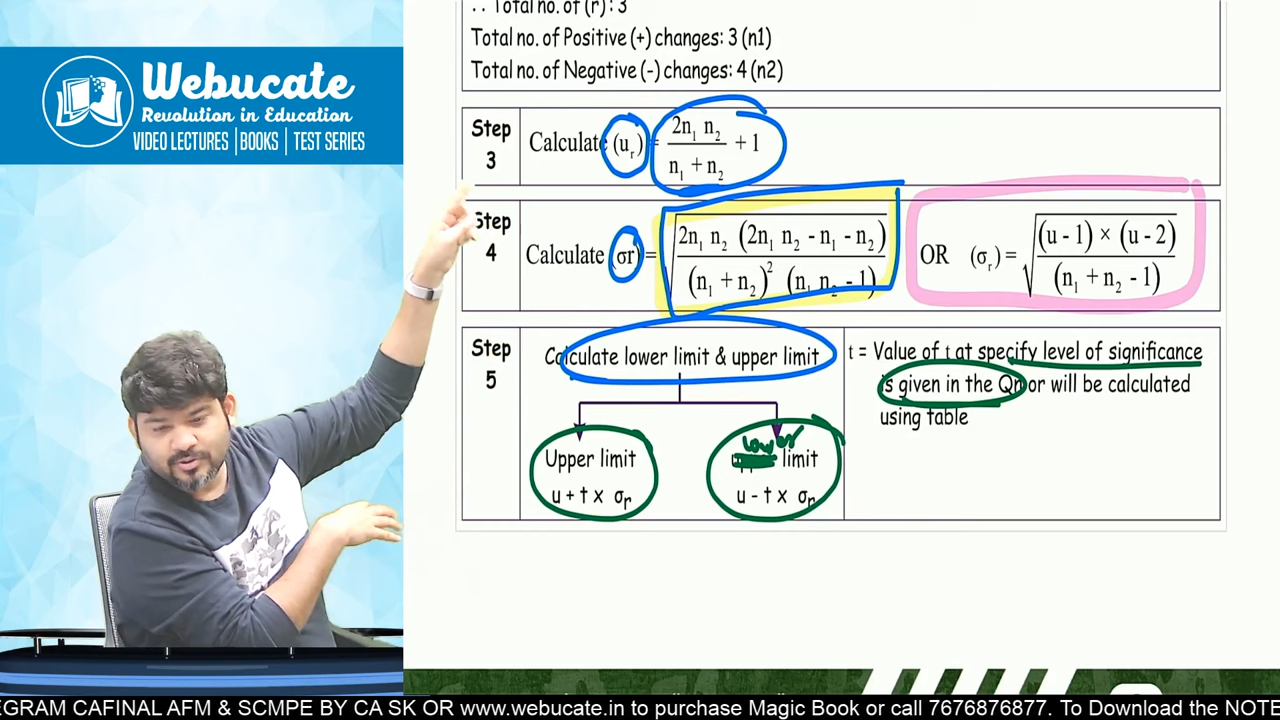 Webucate
Revolution in Education
VIDEO LECTURES | BOOKS | TEST SERIES
∴ Total no. of (r) : 3
Total no. of Positive (+) changes: 3 (n1)
Total no. of Negative (-) changes: 4 (n2)
Step 3
Calculate (uᵣ) = (2n₁ n₂)/(n₁ + n₂) + 1
Step 4
Calculate (σr) = √[(2n₁ n₂ (2n₁ n₂ - n₁ - n₂))/((n₁ + n₂)² (n₁ n₂ - 1))] OR (σᵣ) = √[((u - 1) × (u - 2))/(n₁ + n₂ - 1)]
Step 5
Calculate lower limit & upper limit
Upper limit
u + t x σᵣ
lower limit
u - t x σᵣ
t = Value of t at specify level of significance
is given in the Qn or will be calculated
using table
EGRAM CAFINAL AFM & SCMPE BY CA SK OR www.webucate.in to purchase Magic Book or call 7676876877. To Download the NOTE